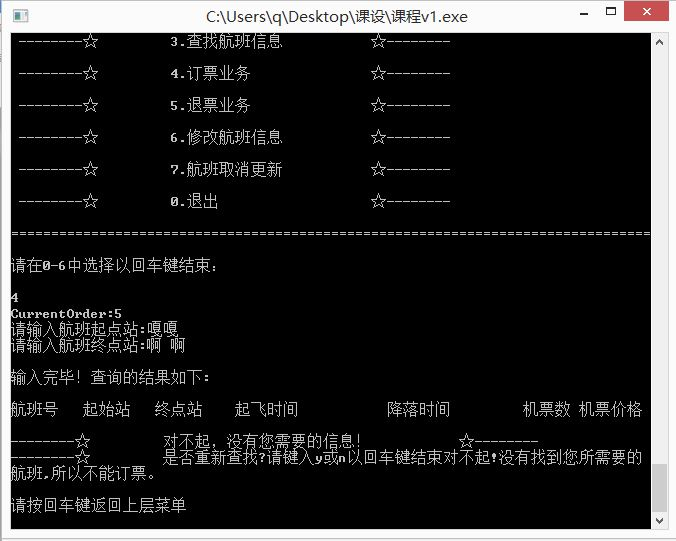 C:\Users\q\Desktop\课设\课程v1.exe
--------☆ 3.查找航班信息 ☆--------
--------☆ 4.订票业务 ☆--------
--------☆ 5.退票业务 ☆--------
--------☆ 6.修改航班信息 ☆--------
--------☆ 7.航班取消更新 ☆--------
--------☆ 0.退出 ☆--------
================================================================================
请在0-6中选择以回车键结束:
4
CurrentOrder:5
请输入航班起点站:嘎嘎
请输入航班终点站:啊 啊
输入完毕! 查询的结果如下:
航班号 起始站 终点站 起飞时间 降落时间 机票数 机票价格
--------☆ 对不起, 没有您需要的信息! ☆--------
--------☆ 是否重新查找?请键入y或n以回车键结束对不起!没有找到您所需要的
航班,所以不能订票。
请按回车键返回上层菜单